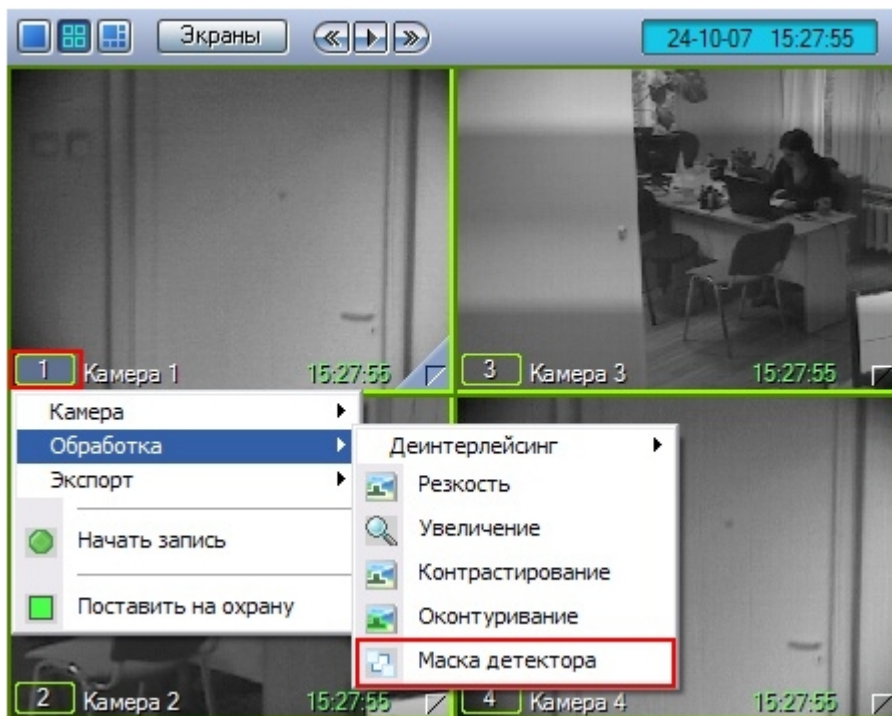 Экраны
24-10-07 15:27:55
1 Камера 1 15:27:55
3 Камера 3 15:27:55
Камера
Обработка
Экспорт
Начать запись
Поставить на охрану
Деинтерлейсинг
Резкость
Увеличение
Контрастирование
Оконтуривание
Маска детектора
2 Камера 2 15:27:55
4 Камера 4 15:27:55